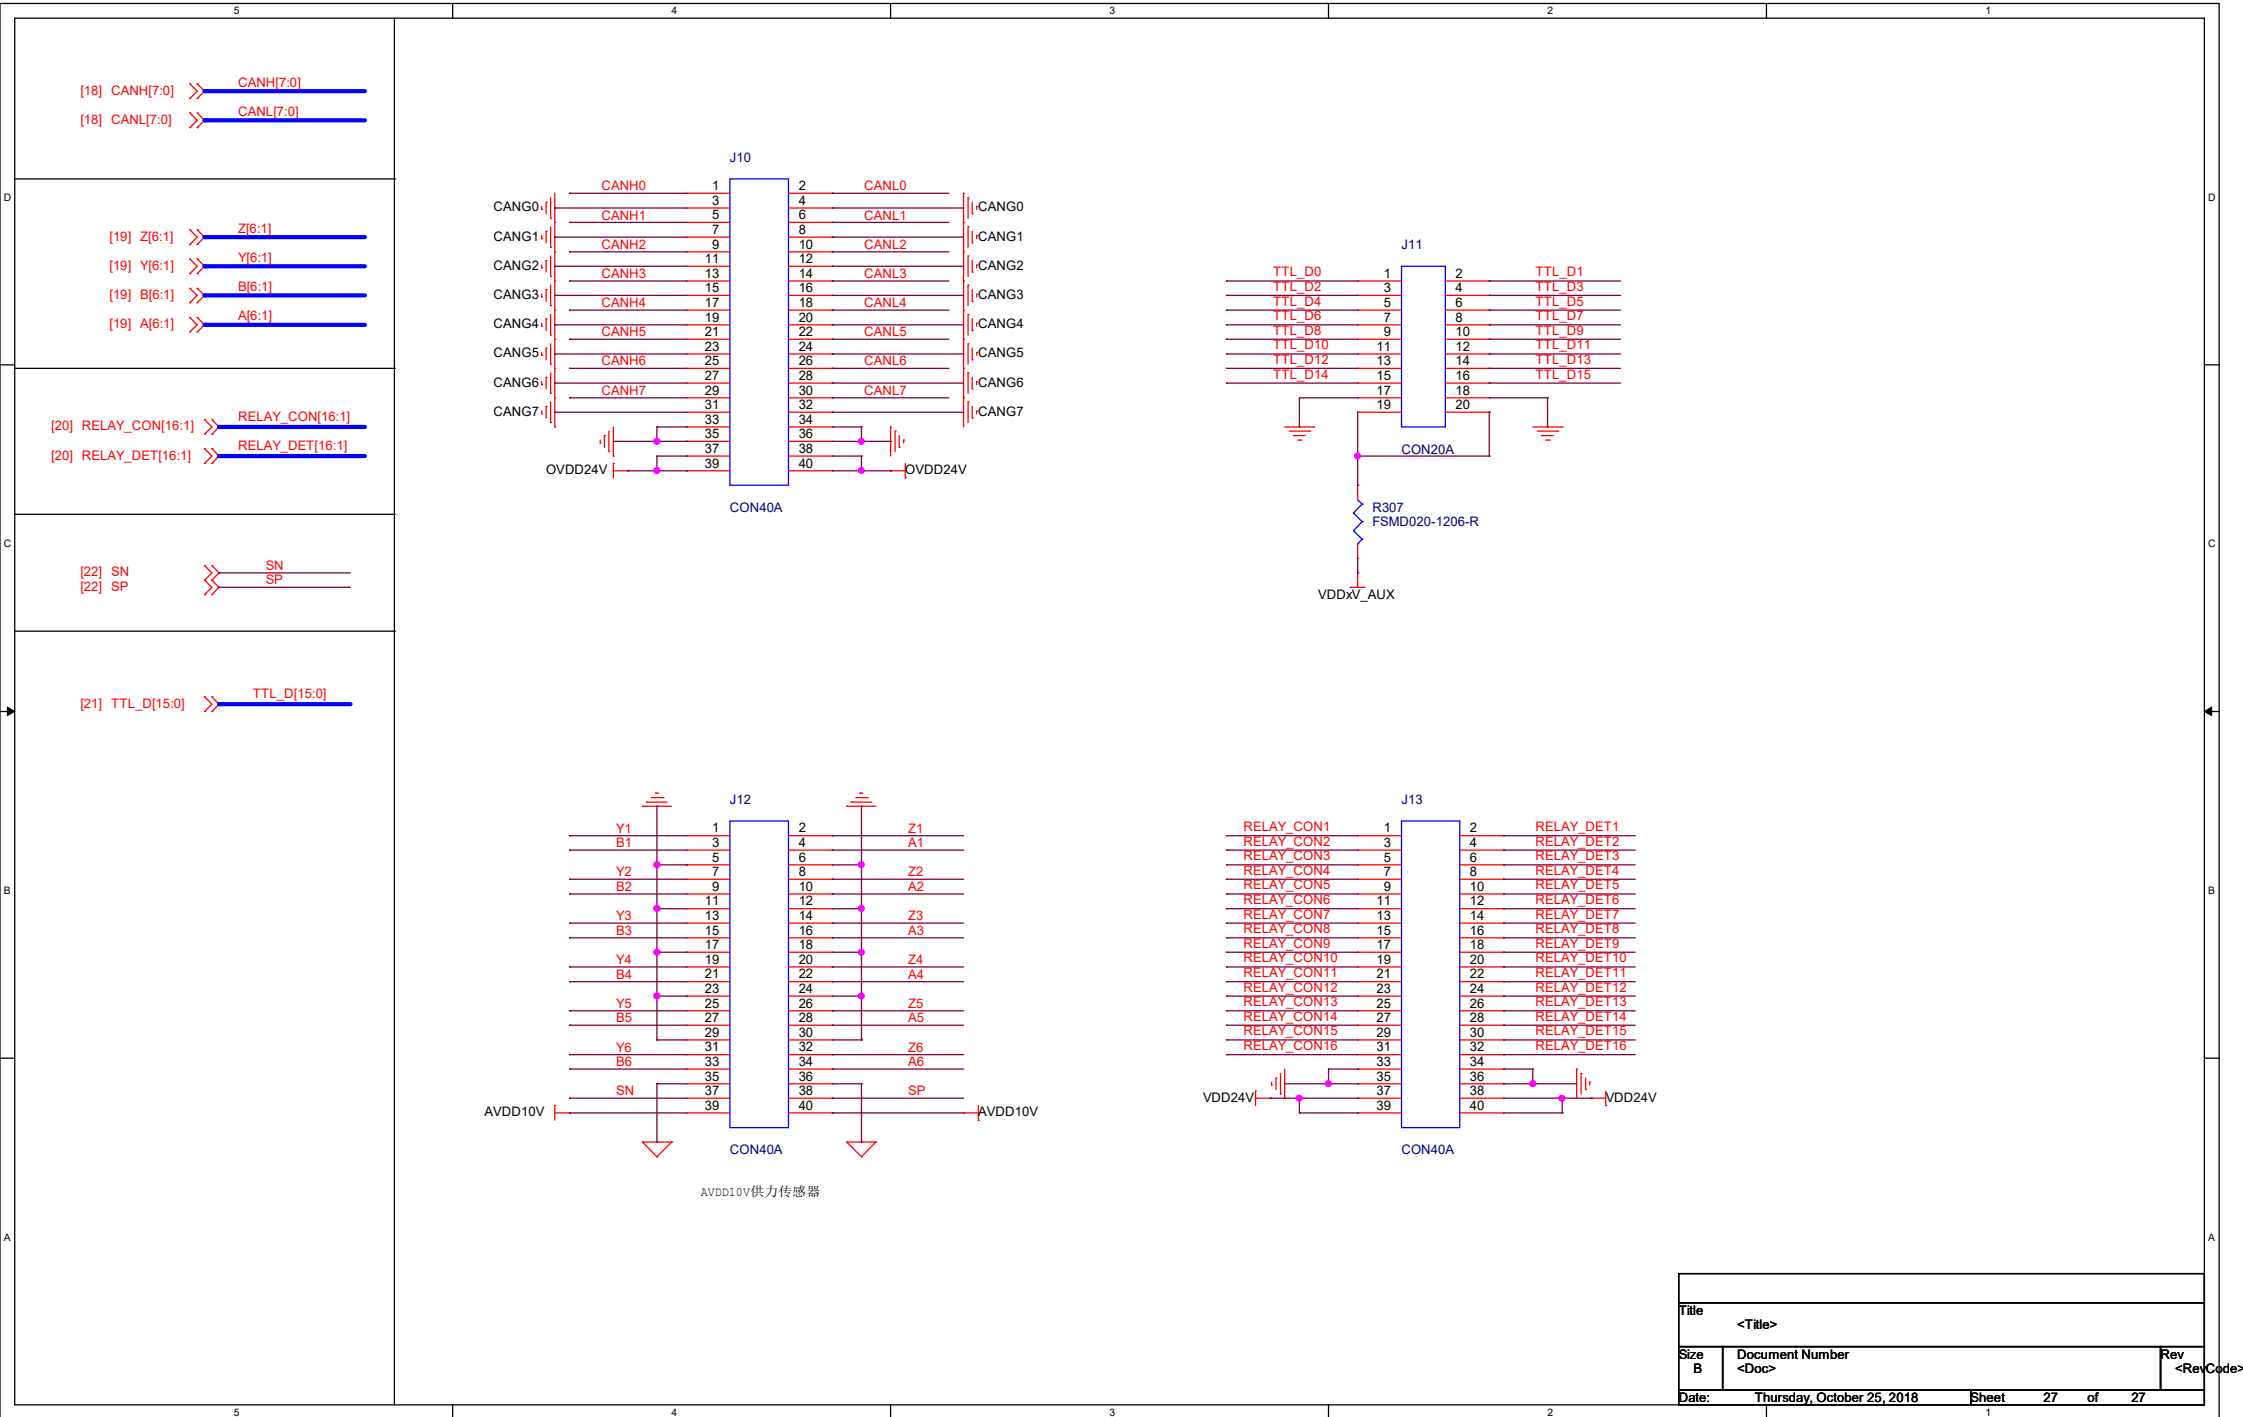 5 4 3 2 1
[18] CANH[7:0] CANH[7:0]
[18] CANL[7:0] CANL[7:0]
D D
[19] Z[6:1] Z[6:1]
[19] Y[6:1] Y[6:1]
[19] B[6:1] B[6:1]
[19] A[6:1] A[6:1]
[20] RELAY_CON[16:1] RELAY_CON[16:1]
[20] RELAY_DET[16:1] RELAY_DET[16:1]
C C
[22] SN SN
[22] SP SP
[21] TTL_D[15:0] TTL_D[15:0]
J10
CANH0 1 2 CANL0
CANG0 3 4 CANG0
CANH1 5 6 CANL1
CANG1 7 8 CANG1
CANH2 9 10 CANL2
CANG2 11 12 CANG2
CANH3 13 14 CANL3
CANG3 15 16 CANG3
CANH4 17 18 CANL4
CANG4 19 20 CANG4
CANH5 21 22 CANL5
CANG5 23 24 CANG5
CANH6 25 26 CANL6
CANG6 27 28 CANG6
CANH7 29 30 CANL7
CANG7 31 32 CANG7
33 34
35 36
37 38
OVDD24V 39 40 OVDD24V
CON40A
J11
TTL_D0 1 2 TTL_D1
TTL_D2 3 4 TTL_D3
TTL_D4 5 6 TTL_D5
TTL_D6 7 8 TTL_D7
TTL_D8 9 10 TTL_D9
TTL_D10 11 12 TTL_D11
TTL_D12 13 14 TTL_D13
TTL_D14 15 16 TTL_D15
17 18
19 20
CON20A
R307
FSMD020-1206-R
VDDxV_AUX
J12
Y1 1 2 Z1
B1 3 4 A1
5 6
Y2 7 8 Z2
B2 9 10 A2
11 12
Y3 13 14 Z3
B3 15 16 A3
17 18
Y4 19 20 Z4
B4 21 22 A4
23 24
Y5 25 26 Z5
B5 27 28 A5
29 30
Y6 31 32 Z6
B6 33 34 A6
35 36
SN 37 38 SP
AVDD10V 39 40 AVDD10V
CON40A
AVDD10V供力传感器
J13
RELAY_CON1 1 2 RELAY_DET1
RELAY_CON2 3 4 RELAY_DET2
RELAY_CON3 5 6 RELAY_DET3
RELAY_CON4 7 8 RELAY_DET4
RELAY_CON5 9 10 RELAY_DET5
RELAY_CON6 11 12 RELAY_DET6
RELAY_CON7 13 14 RELAY_DET7
RELAY_CON8 15 16 RELAY_DET8
RELAY_CON9 17 18 RELAY_DET9
RELAY_CON10 19 20 RELAY_DET10
RELAY_CON11 21 22 RELAY_DET11
RELAY_CON12 23 24 RELAY_DET12
RELAY_CON13 25 26 RELAY_DET13
RELAY_CON14 27 28 RELAY_DET14
RELAY_CON15 29 30 RELAY_DET15
RELAY_CON16 31 32 RELAY_DET16
33 34
35 36
VDD24V 37 38 VDD24V
39 40
CON40A
B B
A A
Title
<Title>
Size Document Number Rev
B <Doc> <RevCode>
Date: Thursday, October 25, 2018 Sheet 27 of 27
5 4 3 2 1